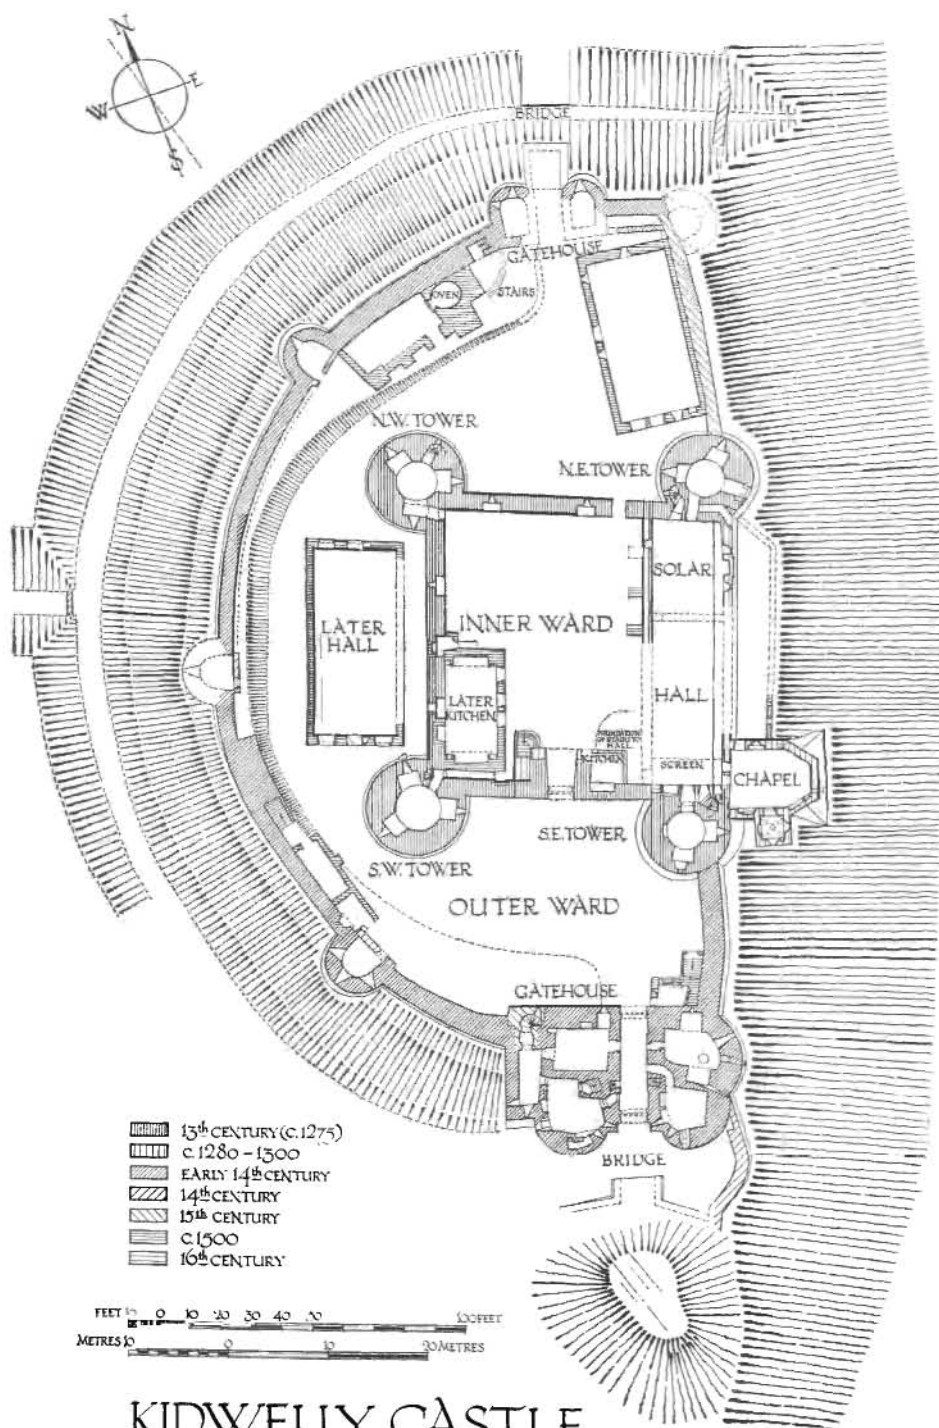 N
W E
S
BRIDGE
GATEHOUSE
OVEN
STAIRS
N.W. TOWER
N.E. TOWER
SOLAR
INNER WARD
LATER
HALL
HALL
LATER
KITCHEN
FOUNDATION
HALL
KITCHEN
SCREEN
CHAPEL
S.E. TOWER
S.W. TOWER
OUTER WARD
GATEHOUSE
BRIDGE
13th CENTURY (C.1275)
C.1280-1300
EARLY 14th CENTURY
14th CENTURY
15th CENTURY
C.1500
16th CENTURY
FEET 10 0 10 20 30 40 50 100 FEET
METRES 10 0 10 20 METRES
KIDWELLY CASTLE